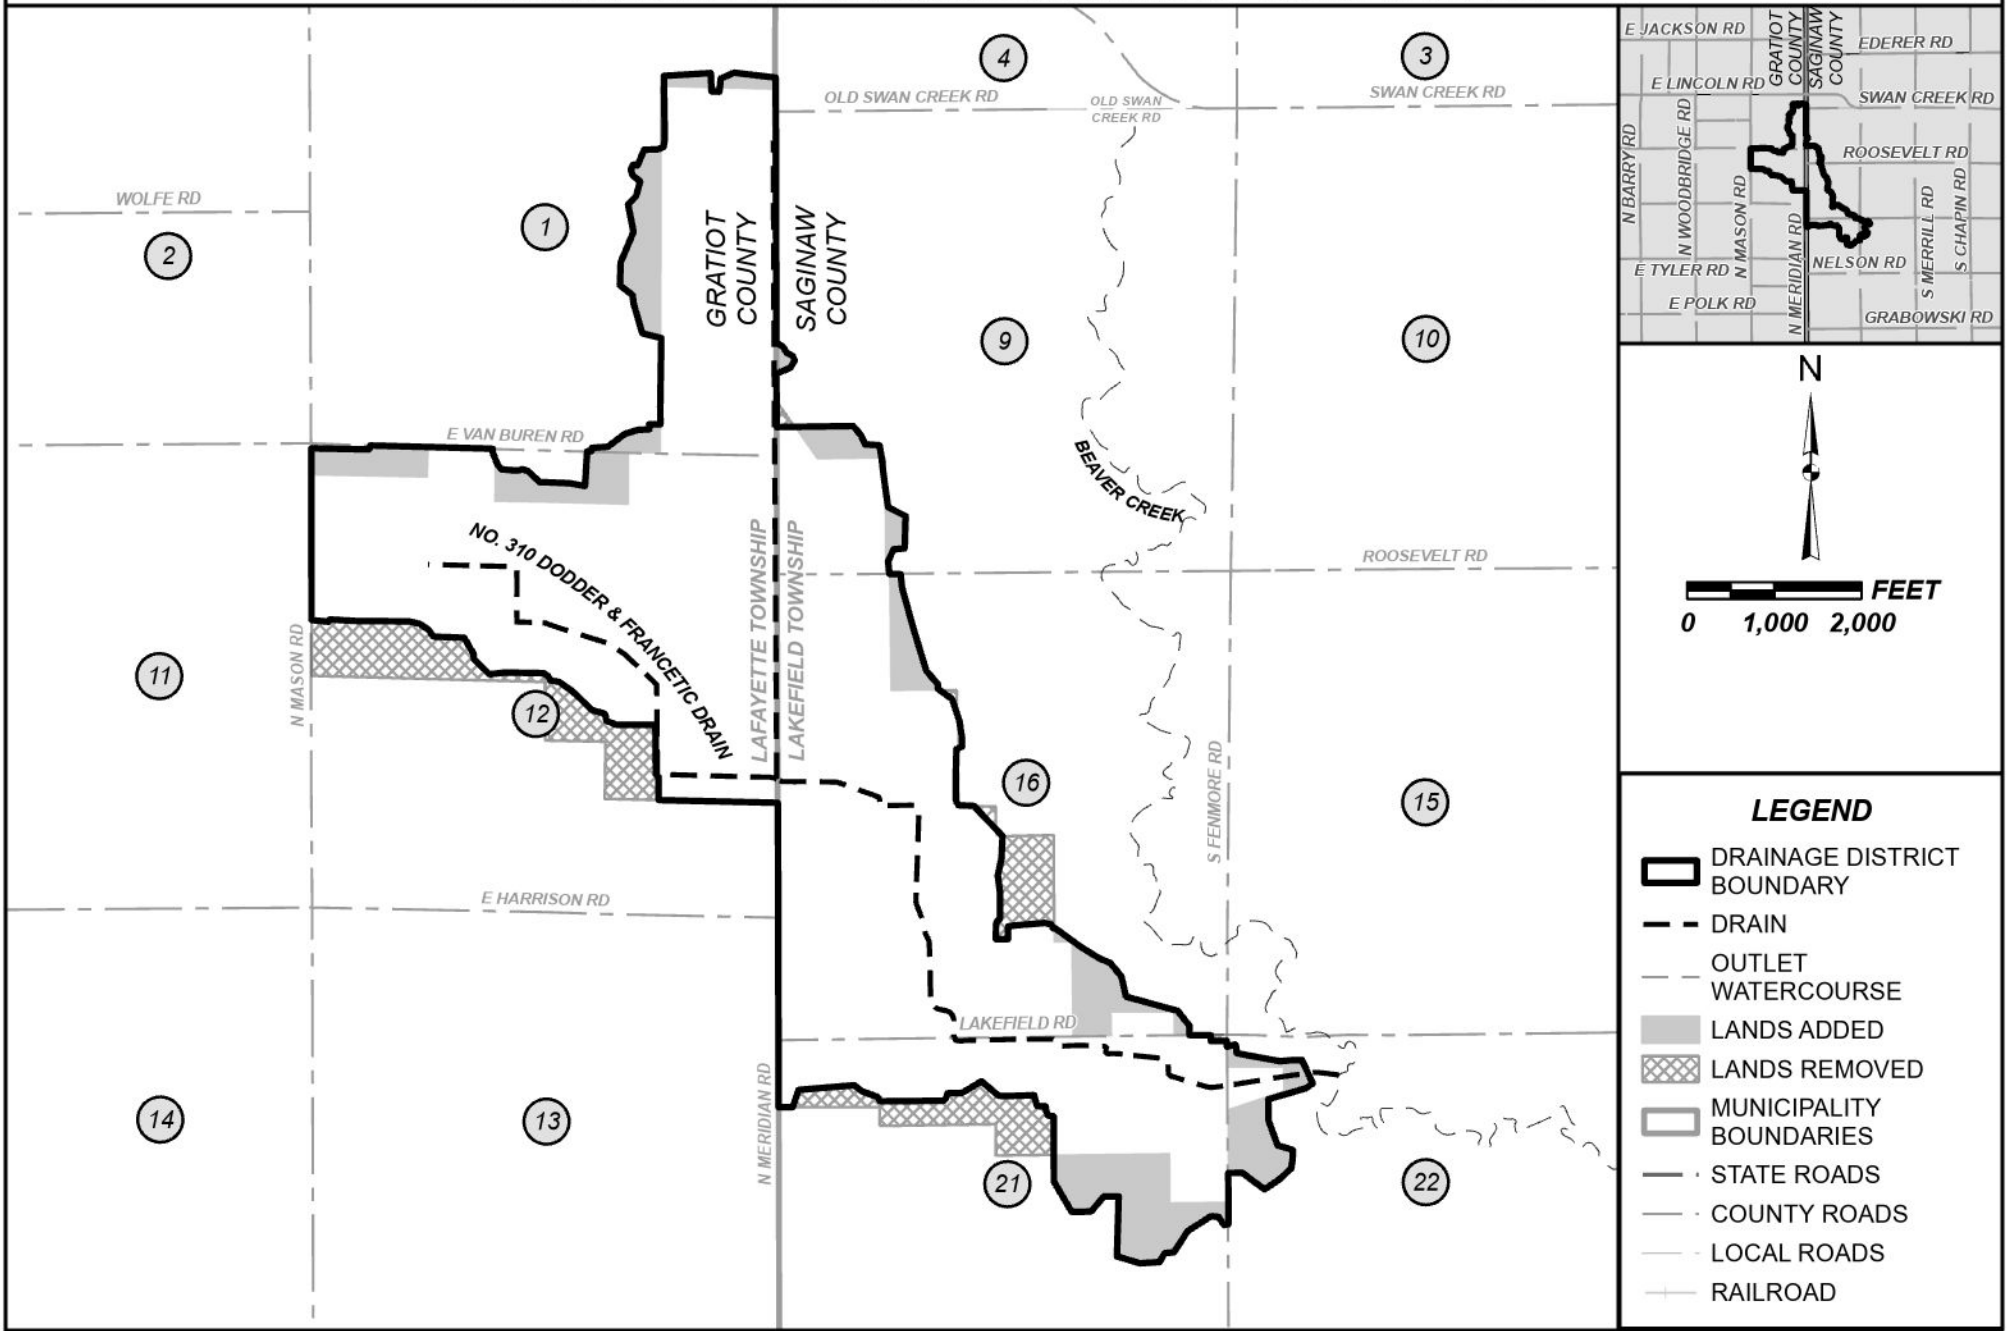 4
3
OLD SWAN CREEK RD
OLD SWAN
CREEK RD
SWAN CREEK RD
WOLFE RD
2
1
GRATIOT
COUNTY
SAGINAW
COUNTY
9
10
E VAN BUREN RD
BEAVER CREEK
NO. 310 DODDER & FRANCETIC DRAIN
LAFAYETTE TOWNSHIP
LAKEFIELD TOWNSHIP
ROOSEVELT RD
11
N MASON RD
12
16
S FENMORE RD
15
E HARRISON RD
LAKEFIELD RD
14
13
N MERIDIAN RD
21
22
E JACKSON RD
GRATIOT
COUNTY
SAGINAW
COUNTY
EDERER RD
E LINCOLN RD
SWAN CREEK RD
N BARRY RD
N WOODBRIDGE RD
N MASON RD
ROOSEVELT RD
N MERIDIAN RD
S MERRILL RD
S CHAPIN RD
E TYLER RD
NELSON RD
E POLK RD
GRABOWSKI RD
N
FEET
0 1,000 2,000
LEGEND
DRAINAGE DISTRICT
BOUNDARY
DRAIN
OUTLET
WATERCOURSE
LANDS ADDED
LANDS REMOVED
MUNICIPALITY
BOUNDARIES
STATE ROADS
COUNTY ROADS
LOCAL ROADS
RAILROAD